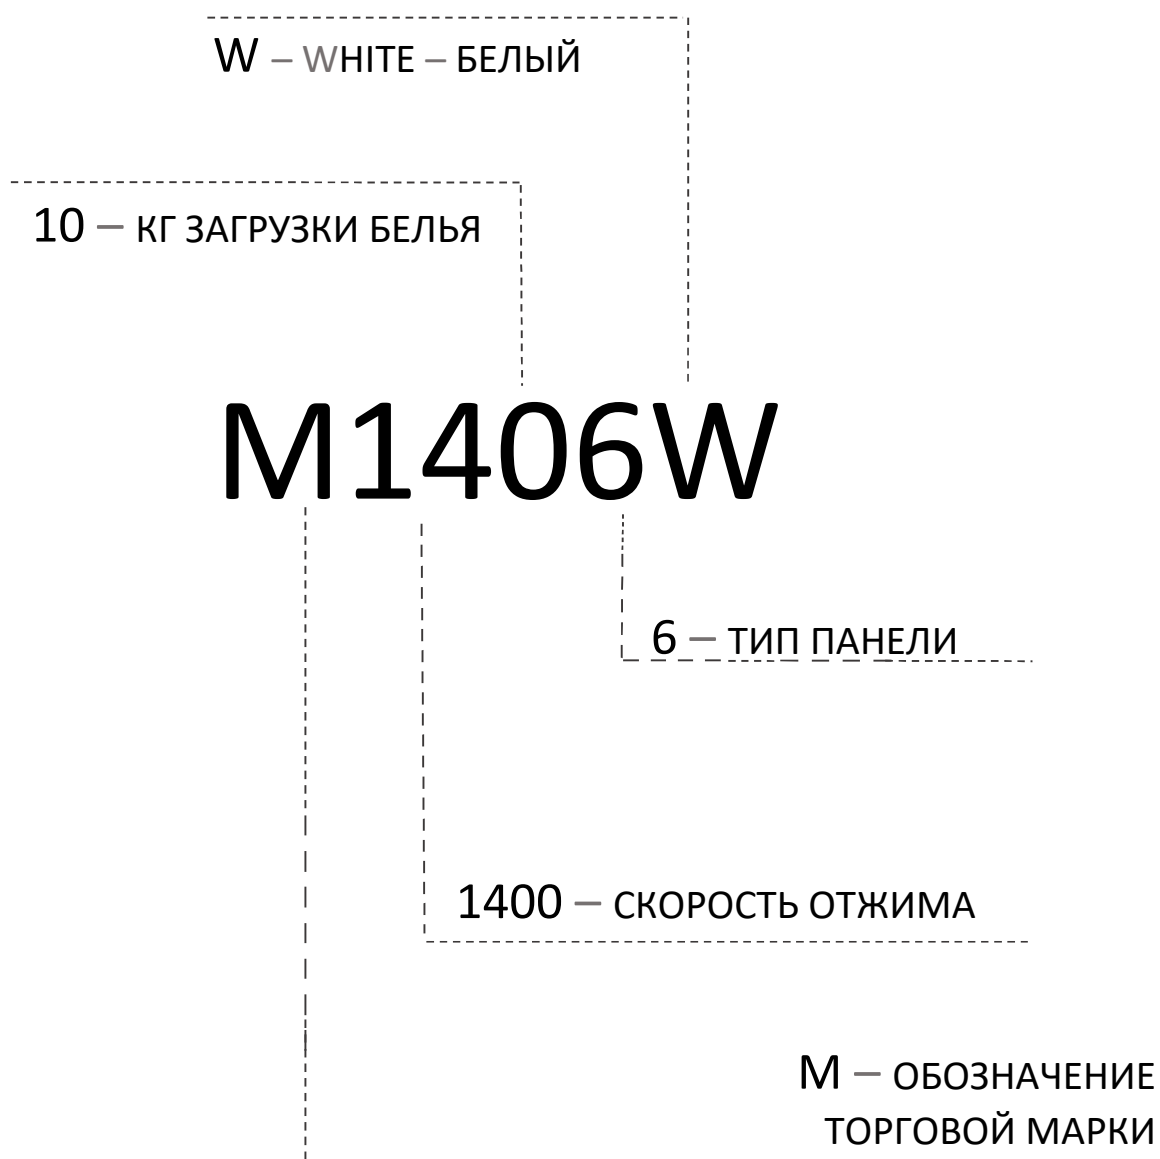 W – WHITE – БЕЛЫЙ
10 – КГ ЗАГРУЗКИ БЕЛЬЯ
M1406W
6 – ТИП ПАНЕЛИ
1400 – СКОРОСТЬ ОТЖИМА
М – ОБОЗНАЧЕНИЕ
ТОРГОВОЙ МАРКИ